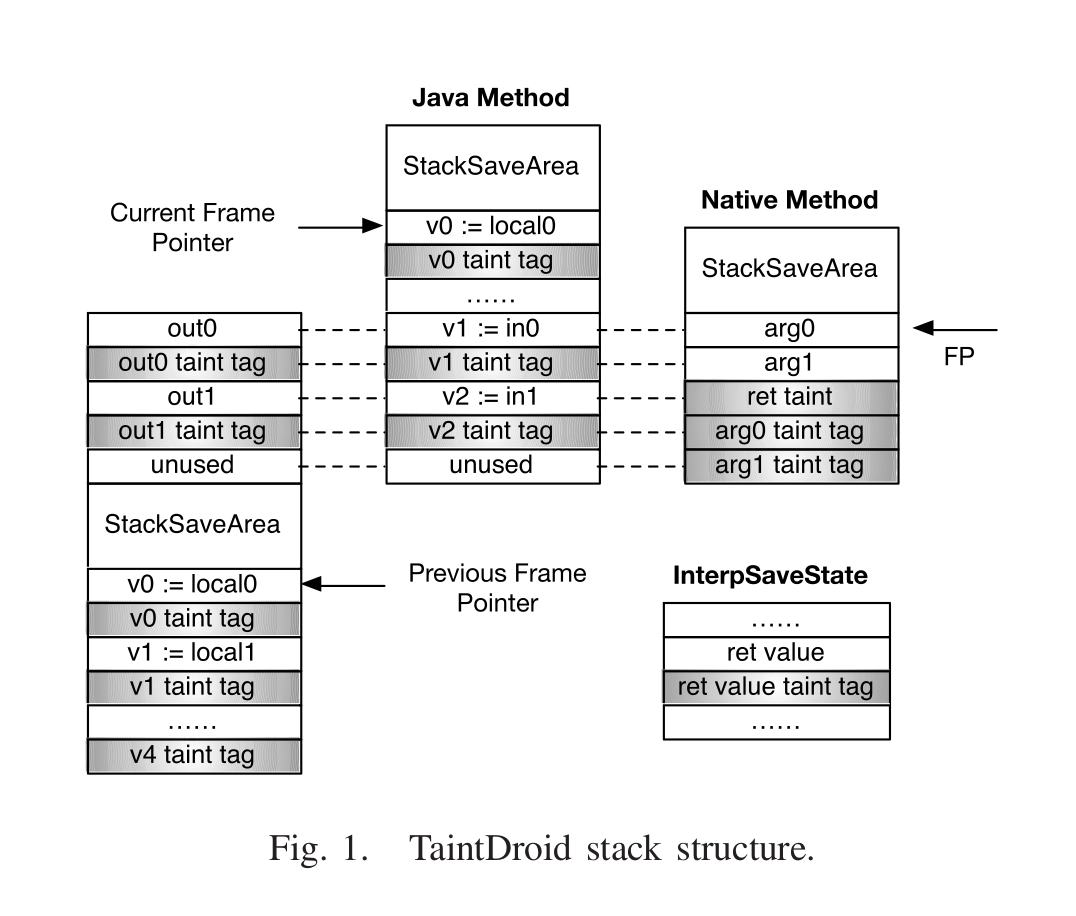 Java Method
StackSaveArea
Current Frame
Pointer
v0 := local0
v0 taint tag
......
v1 := in0
v1 taint tag
v2 := in1
v2 taint tag
unused
Native Method
StackSaveArea
arg0
arg1
ret taint
arg0 taint tag
arg1 taint tag
FP
out0
out0 taint tag
out1
out1 taint tag
unused
StackSaveArea
v0 := local0
v0 taint tag
v1 := local1
v1 taint tag
......
v4 taint tag
Previous Frame
Pointer
InterpSaveState
......
ret value
ret value taint tag
......
Fig. 1. TaintDroid stack structure.